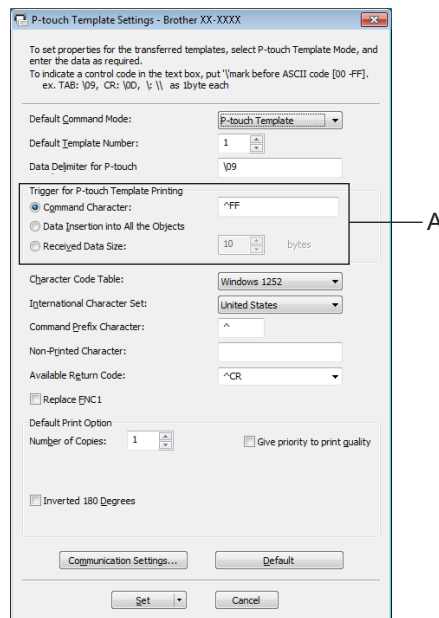 P-touch Template Settings - Brother XX-XXXX
To set properties for the transferred templates, select P-touch Template Mode, and
enter the data as required.
To indicate a control code in the text box, put '\'mark before ASCII code [00 -FF].
ex. TAB: \09, CR: \0D, \: \\ as 1byte
each
Default Command Mode: P-touch Template
Default Template Number: 1
Data Delimiter for P-touch \09
Trigger for P-touch Template Printing
Command Character: ^FF
A
Data Insertion into All the Objects
Received Data Size: 10 bytes
Character Code Table: Windows 1252
International Character Set: United States
Command Prefix Character: ^
Non-Printed Character:
Available Return Code: ^CR
Replace FNC1
Default Print Option
Number of Copies: 1 Give priority to print quality
Inverted 180 Degrees
Communication Settings... Default
Set Cancel